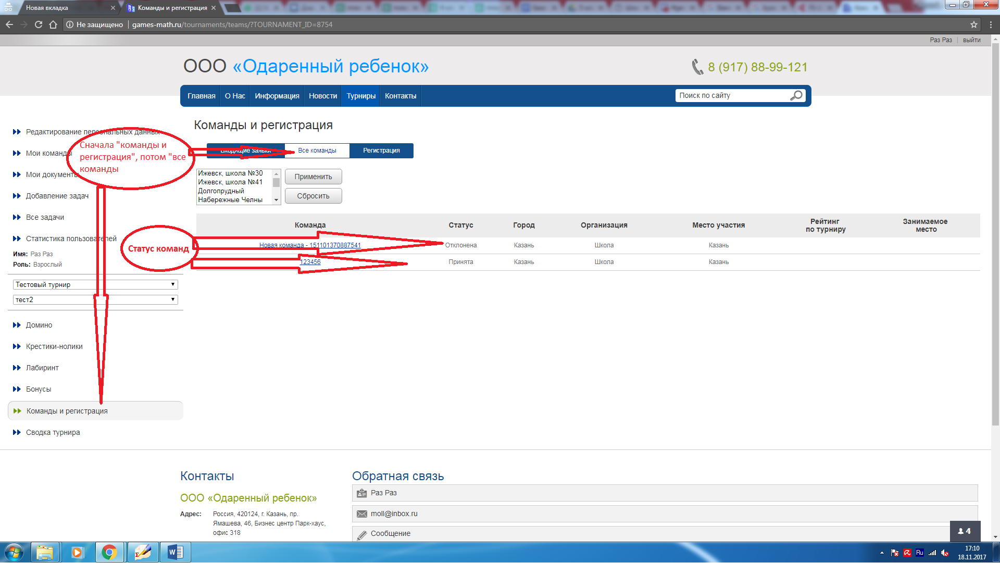 Новая вкладка
Команды и регистрация
Не защищено
games-math.ru/tournaments/teams/?TOURNAMENT_ID=8754
Раз Раз
выйти
ООО «Одаренный ребенок»
8 (917) 88-99-121
Главная
О Нас
Информация
Новости
Турниры
Контакты
Поиск по сайту
Редактирование персональных данных
Мои команды
Мои документы
Добавление задач
Все задачи
Статистика пользователей
Имя: Раз Раз
Роль: Взрослый
Тестовый турнир
тест2
Домино
Крестики-нолики
Лабиринт
Бонусы
Команды и регистрация
Сводка турнира
Сначала "команды и
регистрация", потом "все
команды
Статус команд
Команды и регистрация
Входящие заявки
Все команды
Регистрация
Ижевск, школа №30
Ижевск, школа №41
Долгопрудный
Набережные Челны
Применить
Сбросить
Команда Статус Город Организация Место участия Рейтинг по турниру Занимаемое место
Новая команда - 151101370887541 Отклонена Казань Школа Казань
123456 Принята Казань Школа Казань
Контакты
ООО «Одаренный ребенок»
Адрес: Россия, 420124, г. Казань, пр.
Ямашева, 46, Бизнес центр Парк-хаус,
офис 318
Обратная связь
Раз Раз
moll@inbox.ru
Сообщение
4
Ru
17:10
18.11.2017